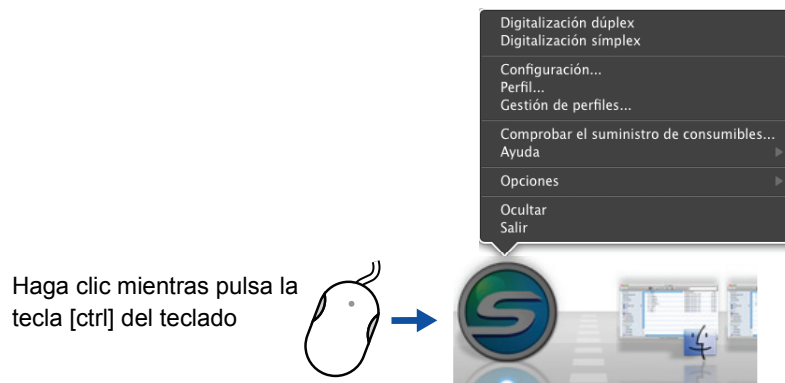 Digitalización dúplex
Digitalización símplex
Configuración...
Perfil...
Gestión de perfiles...
Comprobar el suministro de consumibles...
Ayuda
Opciones
Ocultar
Salir
Haga clic mientras pulsa la
tecla [ctrl] del teclado